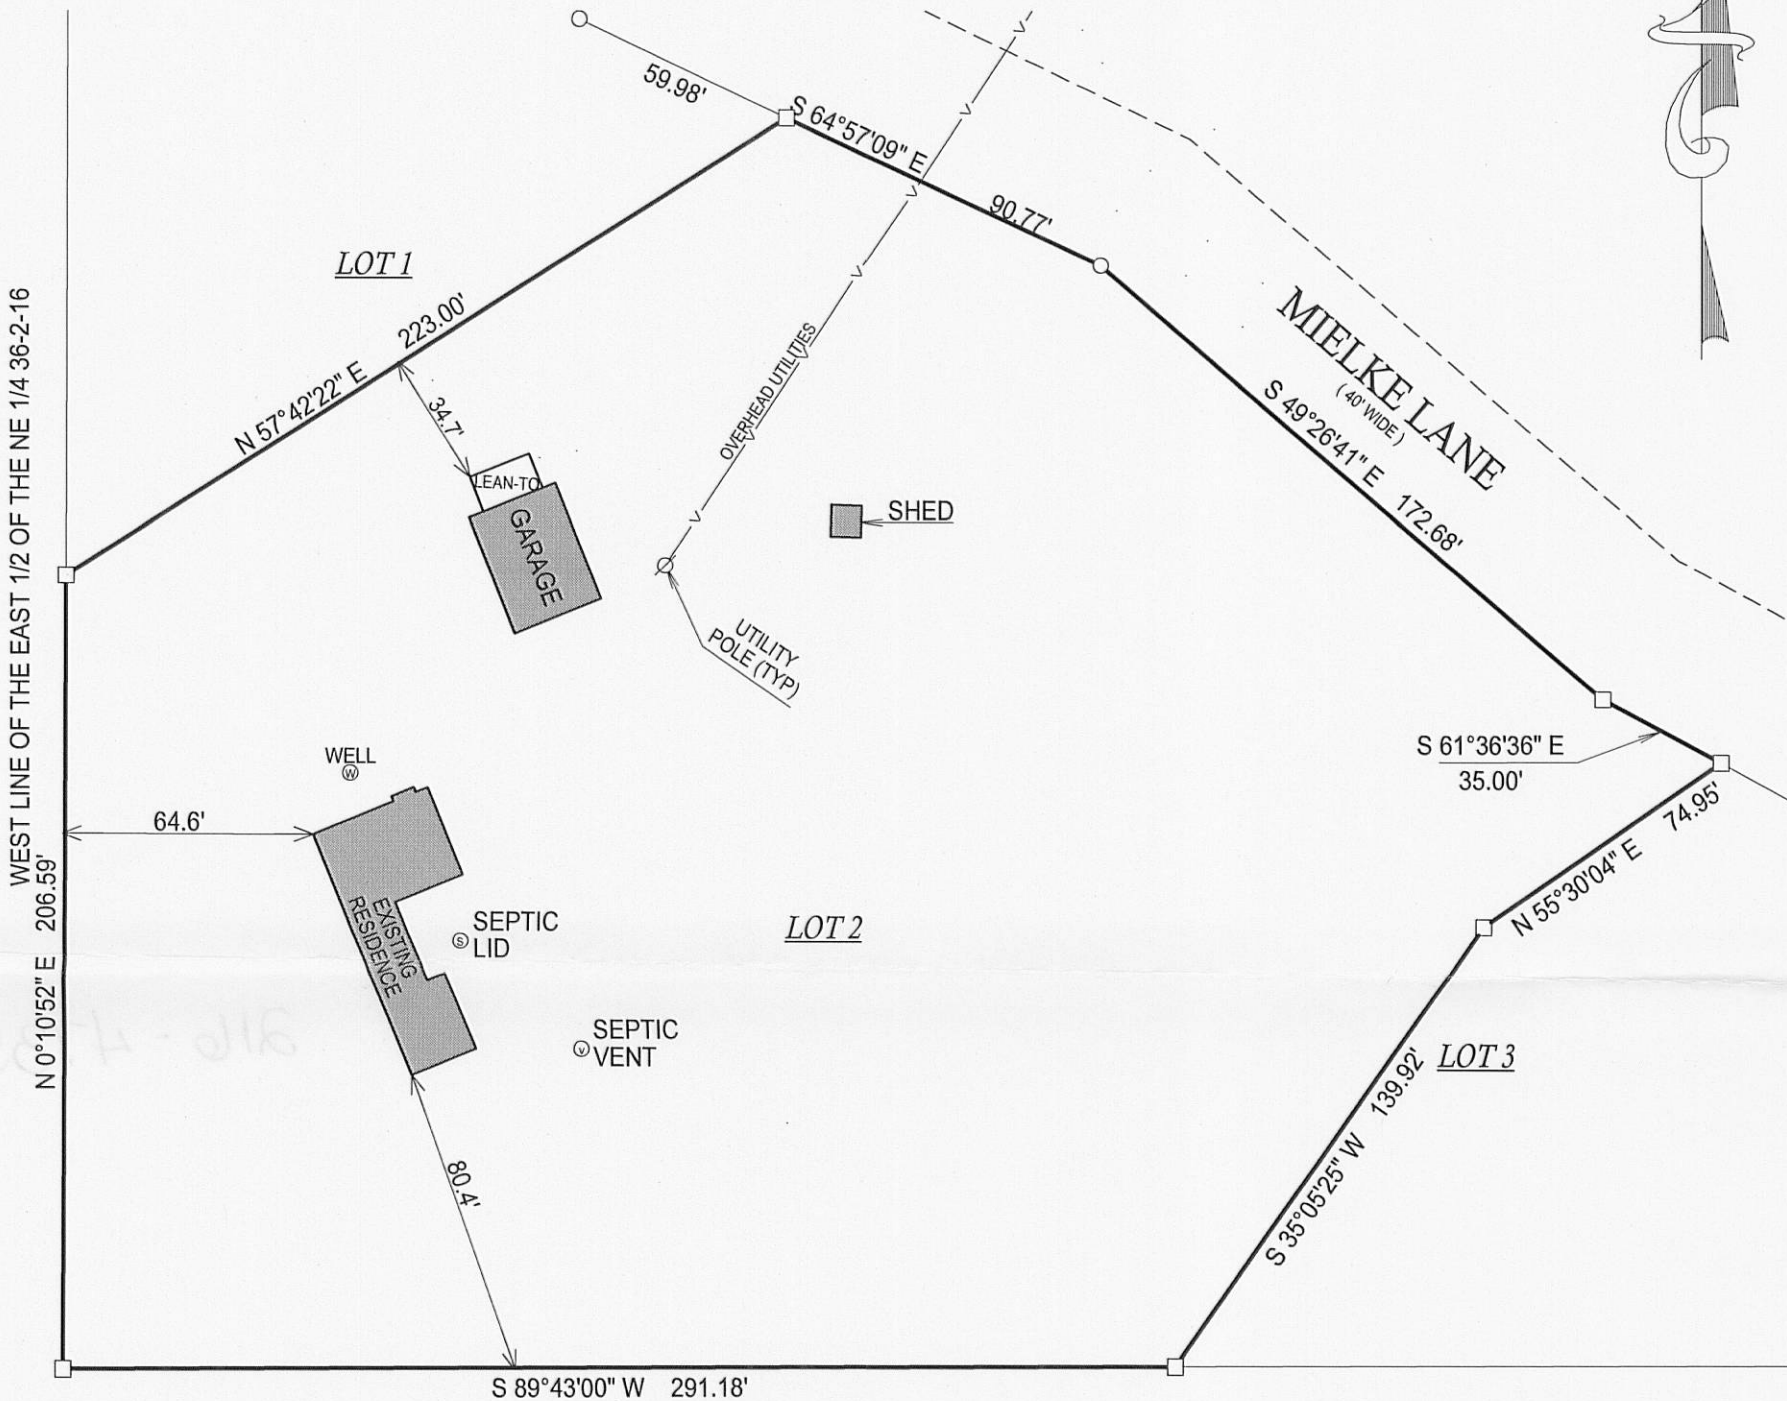 59.98'
S 64°57'09" E
90.77'
LOT 1
223.00'
N 57°42'22" E
34.7'
LEAN-TO
GARAGE
OVERHEAD UTILITIES
SHED
UTILITY
POLE (TYP)
MIELKE LANE
( 40' WIDE )
S 49°26'41" E 172.68'
S 61°36'36" E
35.00'
74.95'
N 55°30'04" E
WEST LINE OF THE EAST 1/2 OF THE NE 1/4 36-2-16
N 0°10'52" E 206.59'
WELL
W
64.6'
EXISTING
RESIDENCE
S
SEPTIC
LID
LOT 2
V
SEPTIC
VENT
80.4'
LOT 3
S 35°05'25" W 139.92'
S 89°43'00" W 291.18'